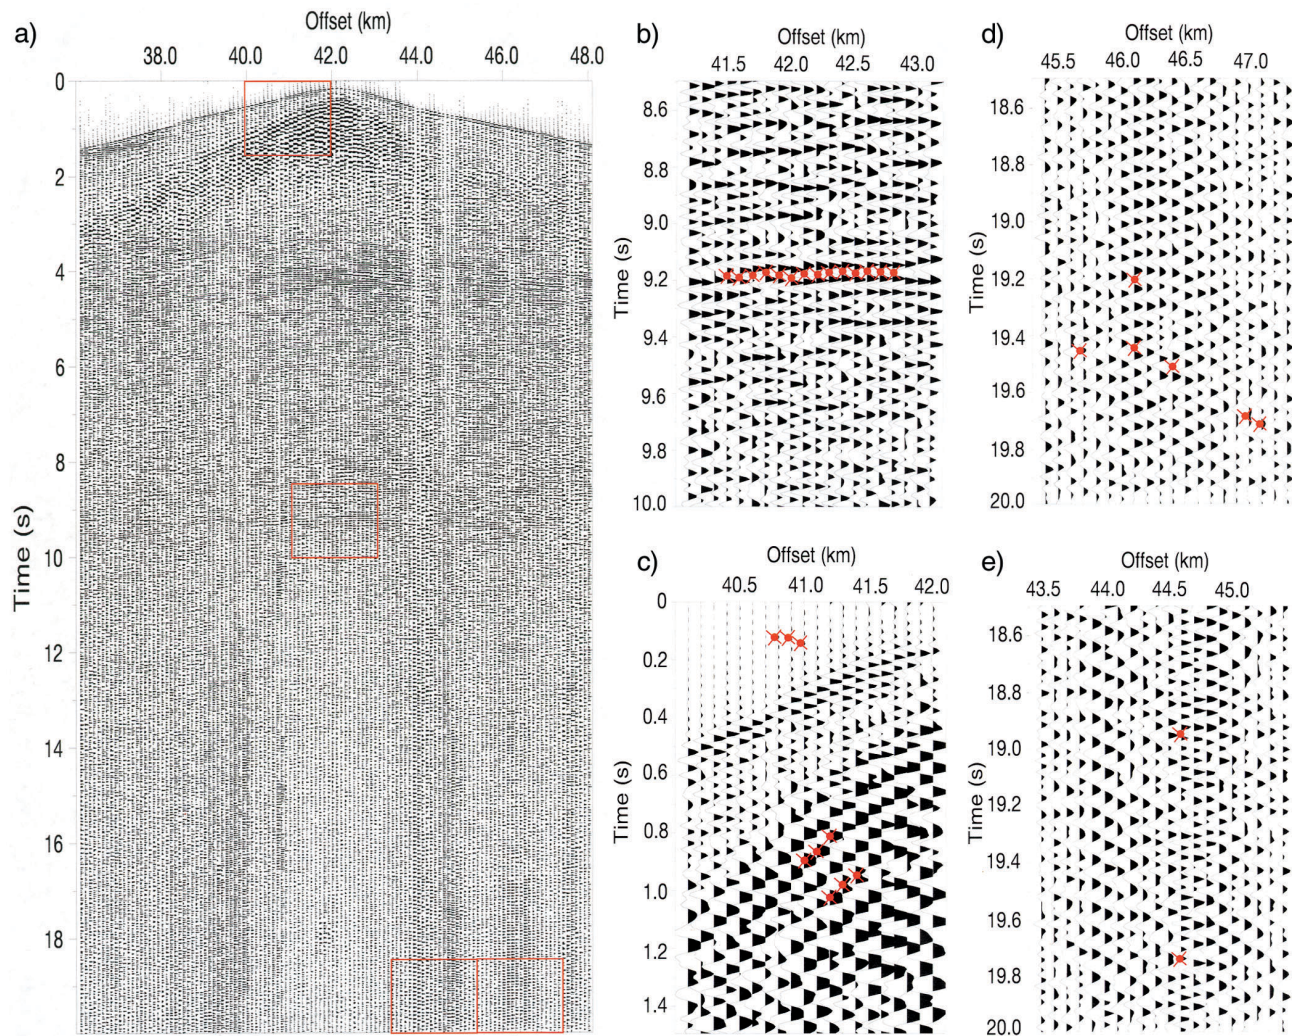 a)
Offset (km)
38.0 40.0 42.0 44.0 46.0 48.0
0
2
4
6
8
10
12
14
16
18
Time (s)
b)
Offset (km)
41.5 42.0 42.5 43.0
8.6
8.8
9.0
9.2
9.4
9.6
9.8
10.0
Time (s)
c)
Offset (km)
40.5 41.0 41.5 42.0
0
0.2
0.4
0.6
0.8
1.0
1.2
1.4
Time (s)
d)
Offset (km)
45.5 46.1 46.5 47.0
18.6
18.8
19.0
19.2
19.4
19.6
19.8
20.0
Time (s)
e)
Offset (km)
43.5 44.0 44.5 45.0
18.6
18.8
19.0
19.2
19.4
19.6
19.8
20.0
Time (s)